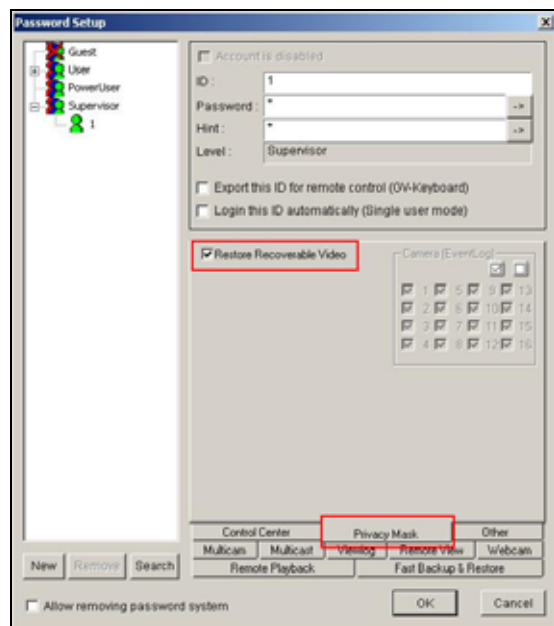 Password Setup
Guest
User
PowerUser
Supervisor
1
Account is disabled
ID :
1
Password :
*
->
Hint :
*
->
Level :
Supervisor
Export this ID for remote control (GV-Keyboard)
Login this ID automatically (Single user mode)
Restore Recoverable Video
Camera (EventLog)
1 5 9 13
2 6 10 14
3 7 11 15
4 8 12 16
Control Center
Privacy Mask
Other
Multicam
Multicast
Viewlog
Remote View
Webcam
Remote Playback
Fast Backup & Restore
New
Remove
Search
Allow removing password system
OK
Cancel